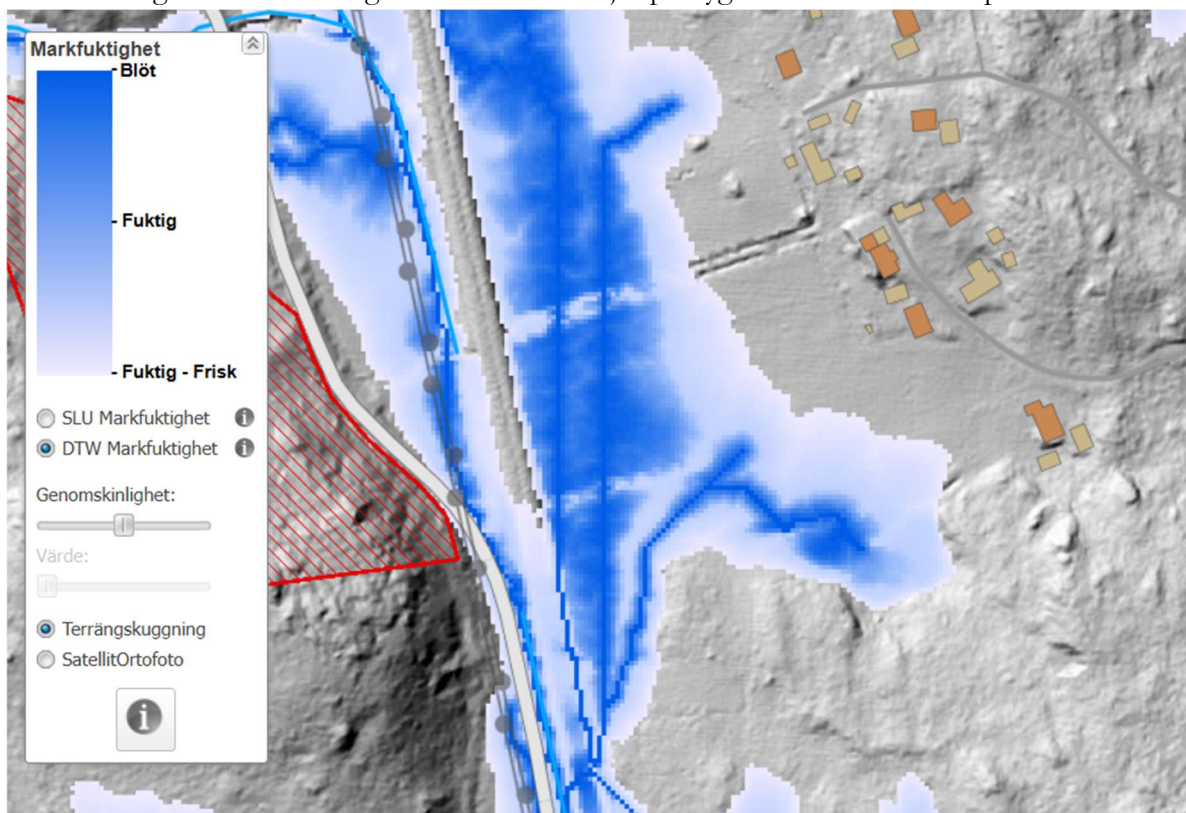 Markfuktighet
- Blöt
- Fuktig
- Fuktig - Frisk
SLU Markfuktighet
DTW Markfuktighet
Genomskinlighet:
Värde:
Terrängskuggning
SatellitOrtofoto